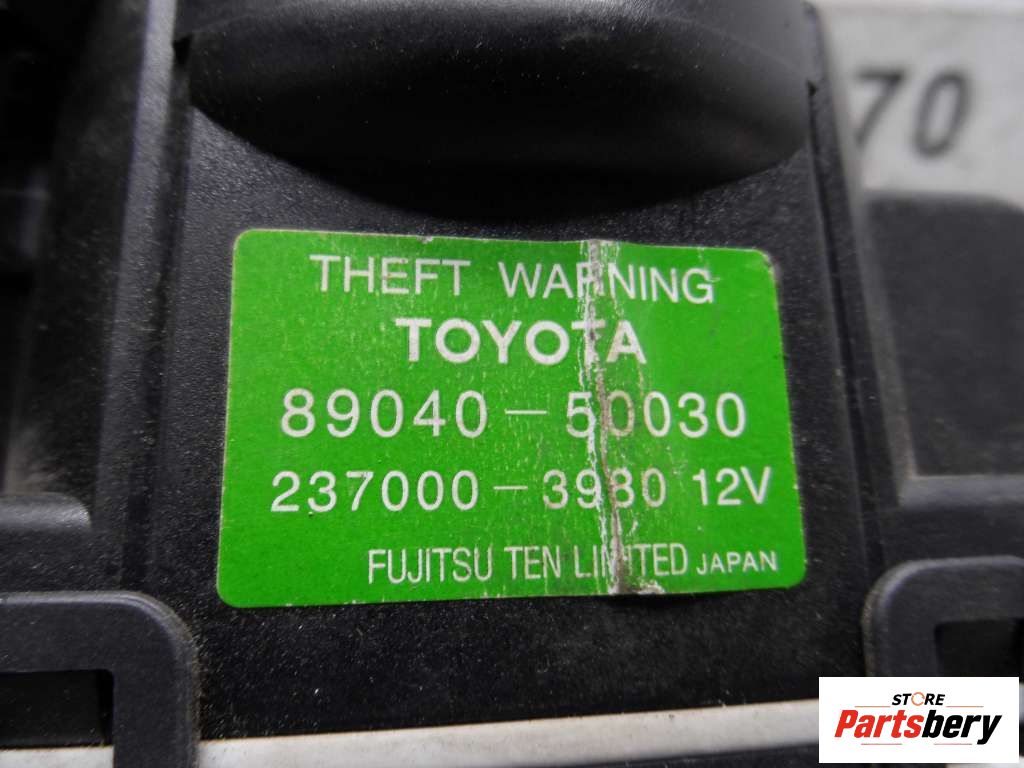 70
THEFT WARNING
TOYOTA
89040-50030
237000-3980 12V
FUJITSU TEN LIMITED JAPAN
STORE
Partsbery